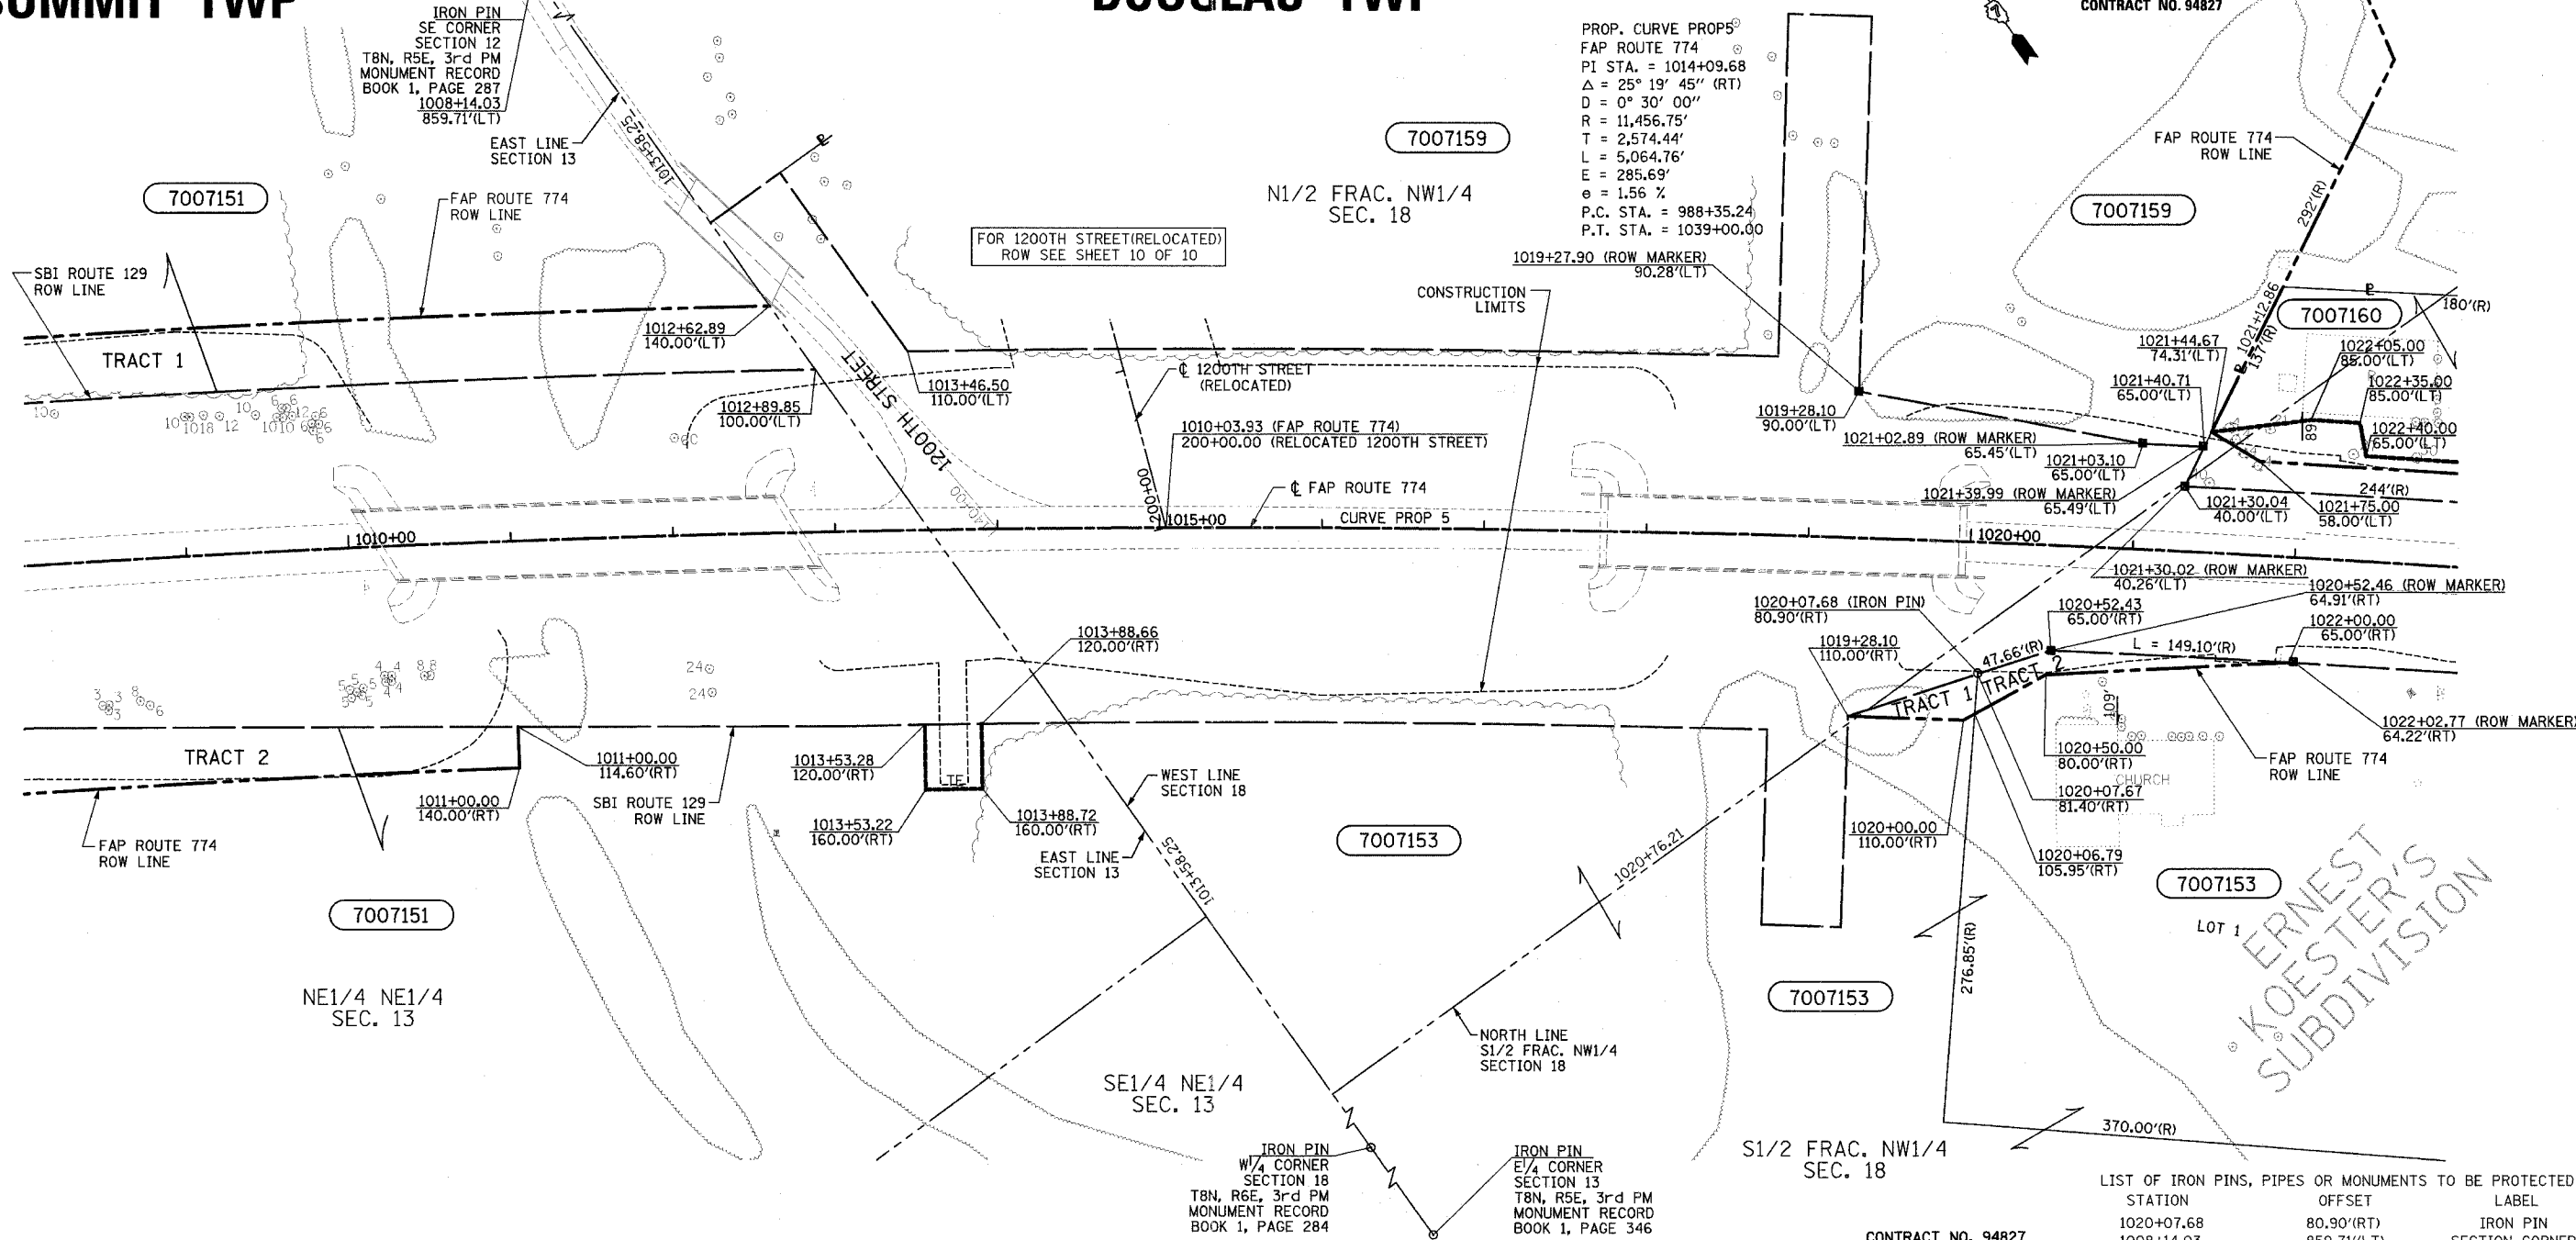 SUMMIT TWP
DOUGLAS TWP
CONTRACT NO. 94827
IRON PIN
SE CORNER
SECTION 12
T8N, R5E, 3rd PM
MONUMENT RECORD
BOOK 1, PAGE 287
1008+14.03
859.71'(LT)
EAST LINE
SECTION 13
1013+58.25
PROP. CURVE PROP5
FAP ROUTE 774
PI STA. = 1014+09.68
Δ = 25° 19' 45" (RT)
D = 0° 30' 00"
R = 11,456.75'
T = 2,574.44'
L = 5,064.76'
E = 285.69'
e = 1.56 %
P.C. STA. = 988+35.24
P.T. STA. = 1039+00.00
7007151
FAP ROUTE 774
ROW LINE
SBI ROUTE 129
ROW LINE
TRACT 1
7007159
N1/2 FRAC. NW1/4
SEC. 18
FOR 1200TH STREET(RELOCATED)
ROW SEE SHEET 10 OF 10
FAP ROUTE 774
ROW LINE
292'(R)
7007159
7007160
180'(R)
1021+12.86
137'(R)
1019+27.90 (ROW MARKER)
90.28'(LT)
CONSTRUCTION
LIMITS
1012+62.89
140.00'(LT)
1012+89.85
100.00'(LT)
1013+46.50
110.00'(LT)
1200TH STREET
140+00
℄ 1200TH STREET
(RELOCATED)
1010+03.93 (FAP ROUTE 774)
200+00.00 (RELOCATED 1200TH STREET)
200+00
1019+28.10
90.00'(LT)
1021+44.67
74.31'(LT)
1021+40.71
65.00'(LT)
1022+05.00
85.00'(LT)
1022+35.00
85.00'(LT)
1022+40.00
65.00'(LT)
89'
1021+02.89 (ROW MARKER)
65.45'(LT)
1021+03.10
65.00'(LT)
1021+39.99 (ROW MARKER)
65.49'(LT)
244'(R)
1021+30.04
40.00'(LT)
1021+75.00
58.00'(LT)
1010+00
1015+00
℄ FAP ROUTE 774
CURVE PROP 5
1020+00
1021+30.02 (ROW MARKER)
40.26'(LT)
1020+52.46 (ROW MARKER)
64.91'(RT)
1020+07.68 (IRON PIN)
80.90'(RT)
1020+52.43
65.00'(RT)
1022+00.00
65.00'(RT)
1019+28.10
110.00'(RT)
47.66'(R)
L = 149.10'(R)
TRACT 1
TRACT 2
1013+88.66
120.00'(RT)
TRACT 2
1011+00.00
114.60'(RT)
1011+00.00
140.00'(RT)
1013+53.28
120.00'(RT)
SBI ROUTE 129
ROW LINE
TE
1013+53.22
160.00'(RT)
1013+88.72
160.00'(RT)
WEST LINE
SECTION 18
EAST LINE
SECTION 13
1013+58.25
FAP ROUTE 774
ROW LINE
7007151
NE1/4 NE1/4
SEC. 13
7007153
1020+76.21
1020+00.00
110.00'(RT)
109'
1022+02.77 (ROW MARKER)
64.22'(RT)
1020+50.00
80.00'(RT)
CHURCH
FAP ROUTE 774
ROW LINE
1020+07.67
81.40'(RT)
1020+06.79
105.95'(RT)
7007153
LOT 1
ERNEST
KOESTER'S
SUBDIVISION
276.85'(R)
7007153
NORTH LINE
S1/2 FRAC. NW1/4
SECTION 18
SE1/4 NE1/4
SEC. 13
370.00'(R)
S1/2 FRAC. NW1/4
SEC. 18
IRON PIN
W1/4 CORNER
SECTION 18
T8N, R6E, 3rd PM
MONUMENT RECORD
BOOK 1, PAGE 284
IRON PIN
E1/4 CORNER
SECTION 13
T8N, R5E, 3rd PM
MONUMENT RECORD
BOOK 1, PAGE 346
LIST OF IRON PINS, PIPES OR MONUMENTS TO BE PROTECTED
STATION OFFSET LABEL
1020+07.68 80.90'(RT) IRON PIN
1008+14.03 859.71'(LT) SECTION CORNER
CONTRACT NO. 94827